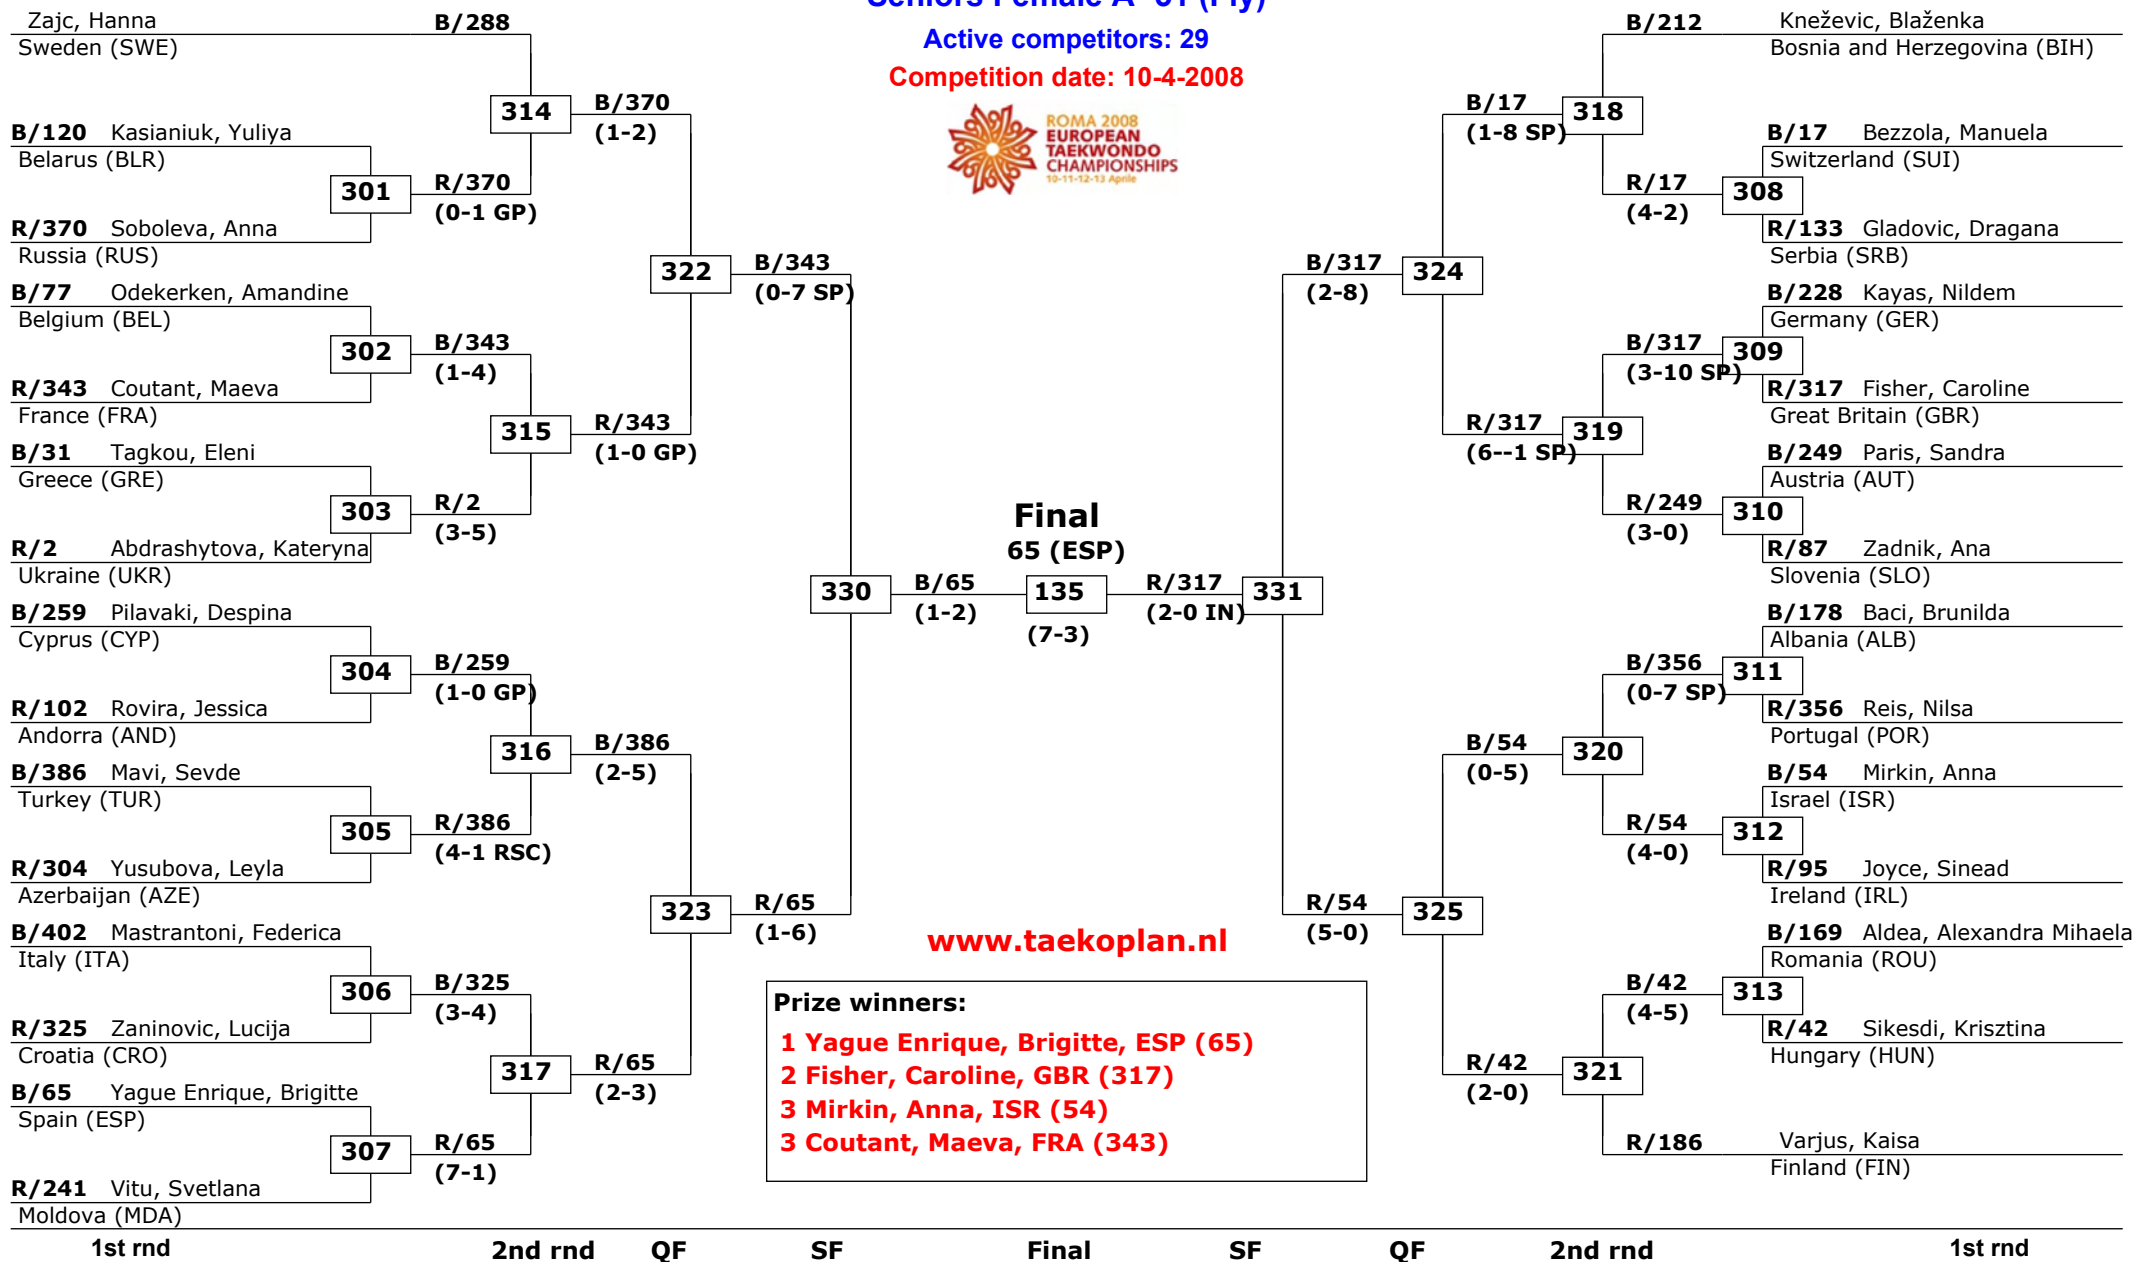 Seniors Female A -51 (Fly)
Active competitors: 29
Competition date: 10-4-2008
ROMA 2008
EUROPEAN
TAEKWONDO
CHAMPIONSHIPS
10-11-12-13 Aprile
Zajc, Hanna
B/288
Sweden (SWE)
314
B/370
(1-2)
B/120 Kasianiuk, Yuliya
Belarus (BLR)
301
R/370
(0-1 GP)
R/370 Soboleva, Anna
Russia (RUS)
322
B/343
(0-7 SP)
B/77 Odekerken, Amandine
Belgium (BEL)
302
B/343
(1-4)
R/343 Coutant, Maeva
France (FRA)
315
R/343
(1-0 GP)
B/31 Tagkou, Eleni
Greece (GRE)
303
R/2
(3-5)
R/2 Abdrashytova, Kateryna
Ukraine (UKR)
330
B/65
(1-2)
B/259 Pilavaki, Despina
Cyprus (CYP)
304
B/259
(1-0 GP)
R/102 Rovira, Jessica
Andorra (AND)
316
B/386
(2-5)
B/386 Mavi, Sevde
Turkey (TUR)
305
R/386
(4-1 RSC)
R/304 Yusubova, Leyla
Azerbaijan (AZE)
323
R/65
(1-6)
B/402 Mastrantoni, Federica
Italy (ITA)
306
B/325
(3-4)
R/325 Zaninovic, Lucija
Croatia (CRO)
317
R/65
(2-3)
B/65 Yague Enrique, Brigitte
Spain (ESP)
307
R/65
(7-1)
R/241 Vitu, Svetlana
Moldova (MDA)
Final
65 (ESP)
135
(7-3)
R/317
(2-0 IN)
331
B/212
Kneževic, Blaženka
Bosnia and Herzegovina (BIH)
B/17
(1-8 SP)
318
B/17 Bezzola, Manuela
Switzerland (SUI)
R/17
(4-2)
308
R/133 Gladovic, Dragana
Serbia (SRB)
B/317
(2-8)
324
B/228 Kayas, Nildem
Germany (GER)
B/317
(3-10 SP)
309
R/317 Fisher, Caroline
Great Britain (GBR)
R/317
(6--1 SP)
319
B/249 Paris, Sandra
Austria (AUT)
R/249
(3-0)
310
R/87 Zadnik, Ana
Slovenia (SLO)
B/178 Baci, Brunilda
Albania (ALB)
B/356
(0-7 SP)
311
R/356 Reis, Nilsa
Portugal (POR)
B/54
(0-5)
320
B/54 Mirkin, Anna
Israel (ISR)
R/54
(4-0)
312
R/95 Joyce, Sinead
Ireland (IRL)
R/54
(5-0)
325
B/169 Aldea, Alexandra Mihaela
Romania (ROU)
B/42
(4-5)
313
R/42 Sikesdi, Krisztina
Hungary (HUN)
R/42
(2-0)
321
R/186
Varjus, Kaisa
Finland (FIN)
www.taekoplan.nl
Prize winners:
1 Yague Enrique, Brigitte, ESP (65)
2 Fisher, Caroline, GBR (317)
3 Mirkin, Anna, ISR (54)
3 Coutant, Maeva, FRA (343)
1st rnd 2nd rnd QF SF Final SF QF 2nd rnd 1st rnd